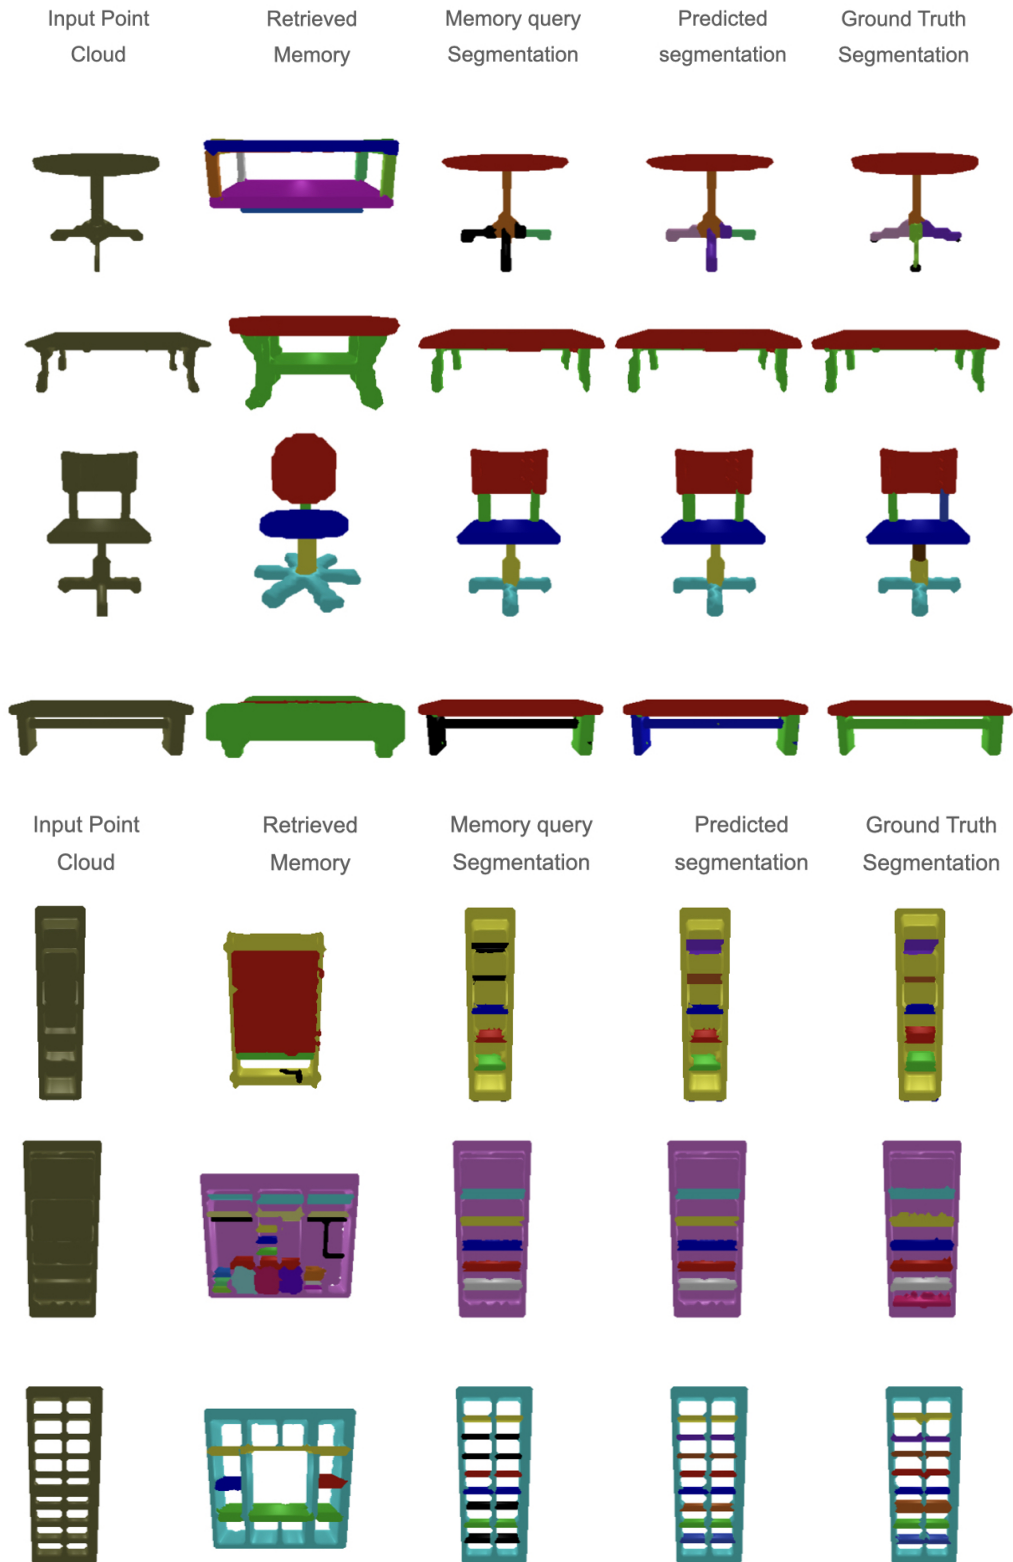 Input Point Retrieved Memory query Predicted Ground Truth
Cloud Memory Segmentation segmentation Segmentation
Input Point Retrieved Memory query Predicted Ground Truth
Cloud Memory Segmentation segmentation Segmentation